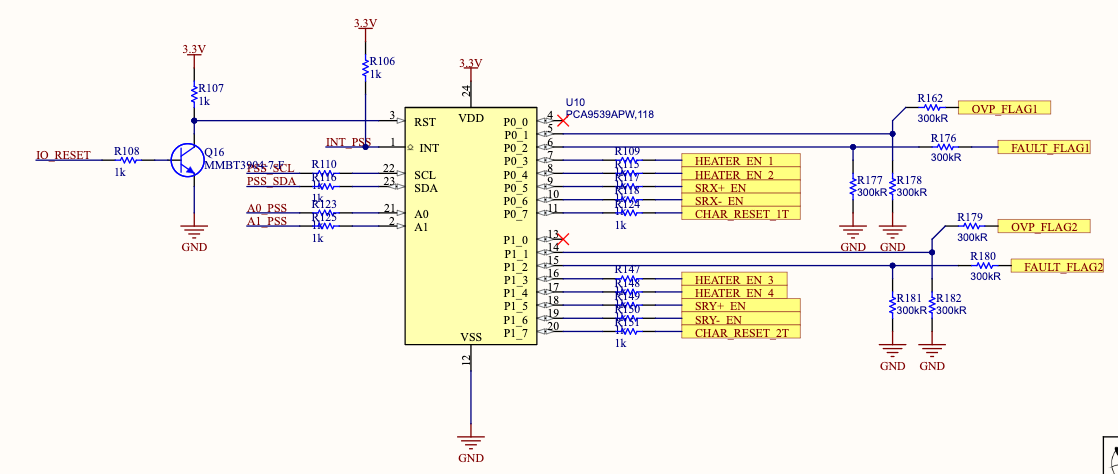 3.3V
R106
1k
3.3V
R107
1k
3.3V
24
VDD
U10
PCA9539APW,118
IO_RESET
R108
1k
Q16
MMBT3904-7-F
INT_PSS
PSS_SCL
R110
PSS_SDA
R116
1k
A0_PSS
R123
A1_PSS
R125
1k
GND
3
RST
1
INT
22
SCL
23
SDA
21
A0
2
A1
P0_0
4
P0_1
5
P0_2
6
P0_3
7
R109
HEATER_EN_1
P0_4
8
R115
HEATER_EN_2
P0_5
9
R117
SRX+_EN
P0_6
10
R118
SRX-_EN
P0_7
11
R124
CHAR_RESET_1T
1k
P1_0
13
P1_1
14
P1_2
15
P1_3
16
R147
HEATER_EN_3
P1_4
17
R148
HEATER_EN_4
P1_5
18
R149
SRY+_EN
P1_6
19
R150
SRY-_EN
P1_7
20
R151
CHAR_RESET_2T
1k
VSS
12
GND
R162
300kR
OVP_FLAG1
R176
300kR
FAULT_FLAG1
R177
300kR
R178
300kR
GND
GND
R179
300kR
OVP_FLAG2
R180
300kR
FAULT_FLAG2
R181
300kR
R182
300kR
GND
GND